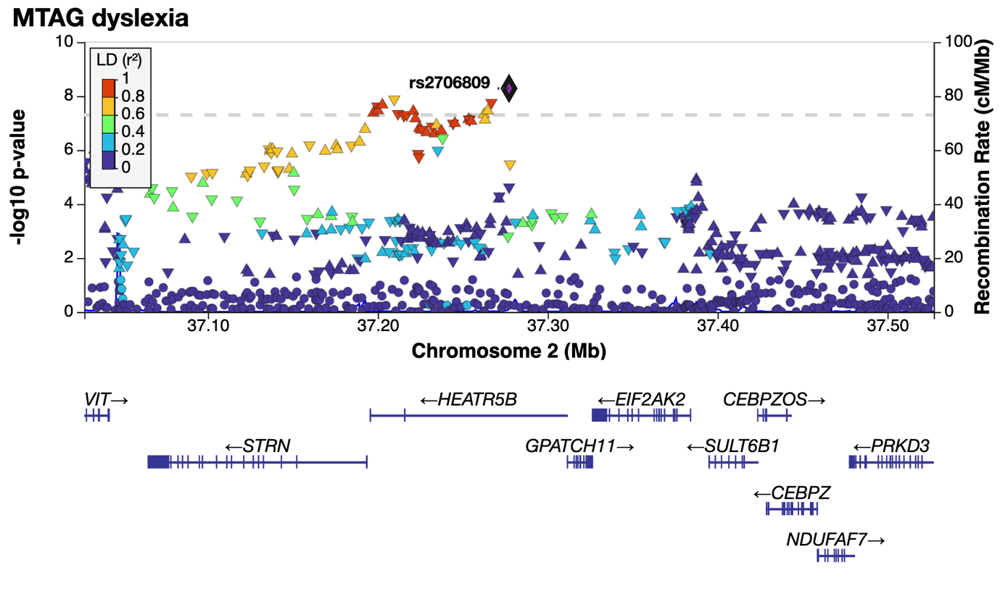 MTAG dyslexia
10
100
LD (r²)
1
0.8
0.6
0.4
0.2
0
rs2706809
8
80
6
60
4
40
2
20
0
0
-log10 p-value
Recombination Rate (cM/Mb)
37.10
37.20
37.30
37.40
37.50
Chromosome 2 (Mb)
VIT→
←HEATR5B
←EIF2AK2
CEBPZOS→
←STRN
GPATCH11→
←SULT6B1
←PRKD3
←CEBPZ
NDUFAF7→